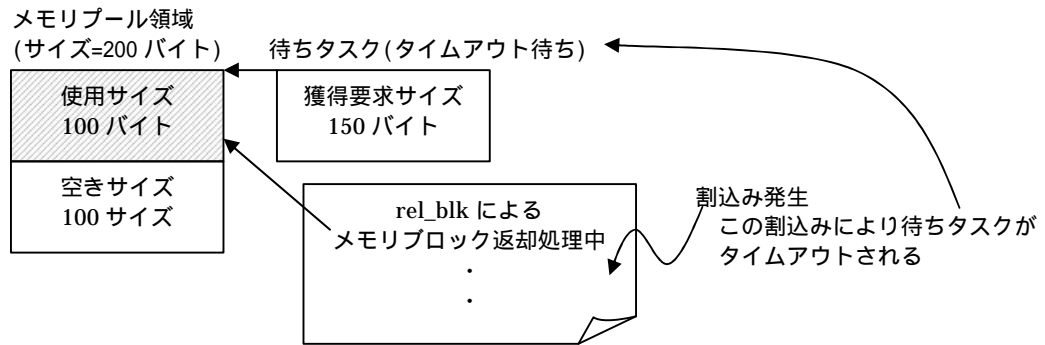 メモリプール領域
(サイズ=200 バイト)
待ちタスク(タイムアウト待ち)
使用サイズ
100 バイト
獲得要求サイズ
150 バイト
空きサイズ
100 サイズ
rel_blk による
メモリブロック返却処理中
・
・
割込み発生
この割込みにより待ちタスクが
タイムアウトされる